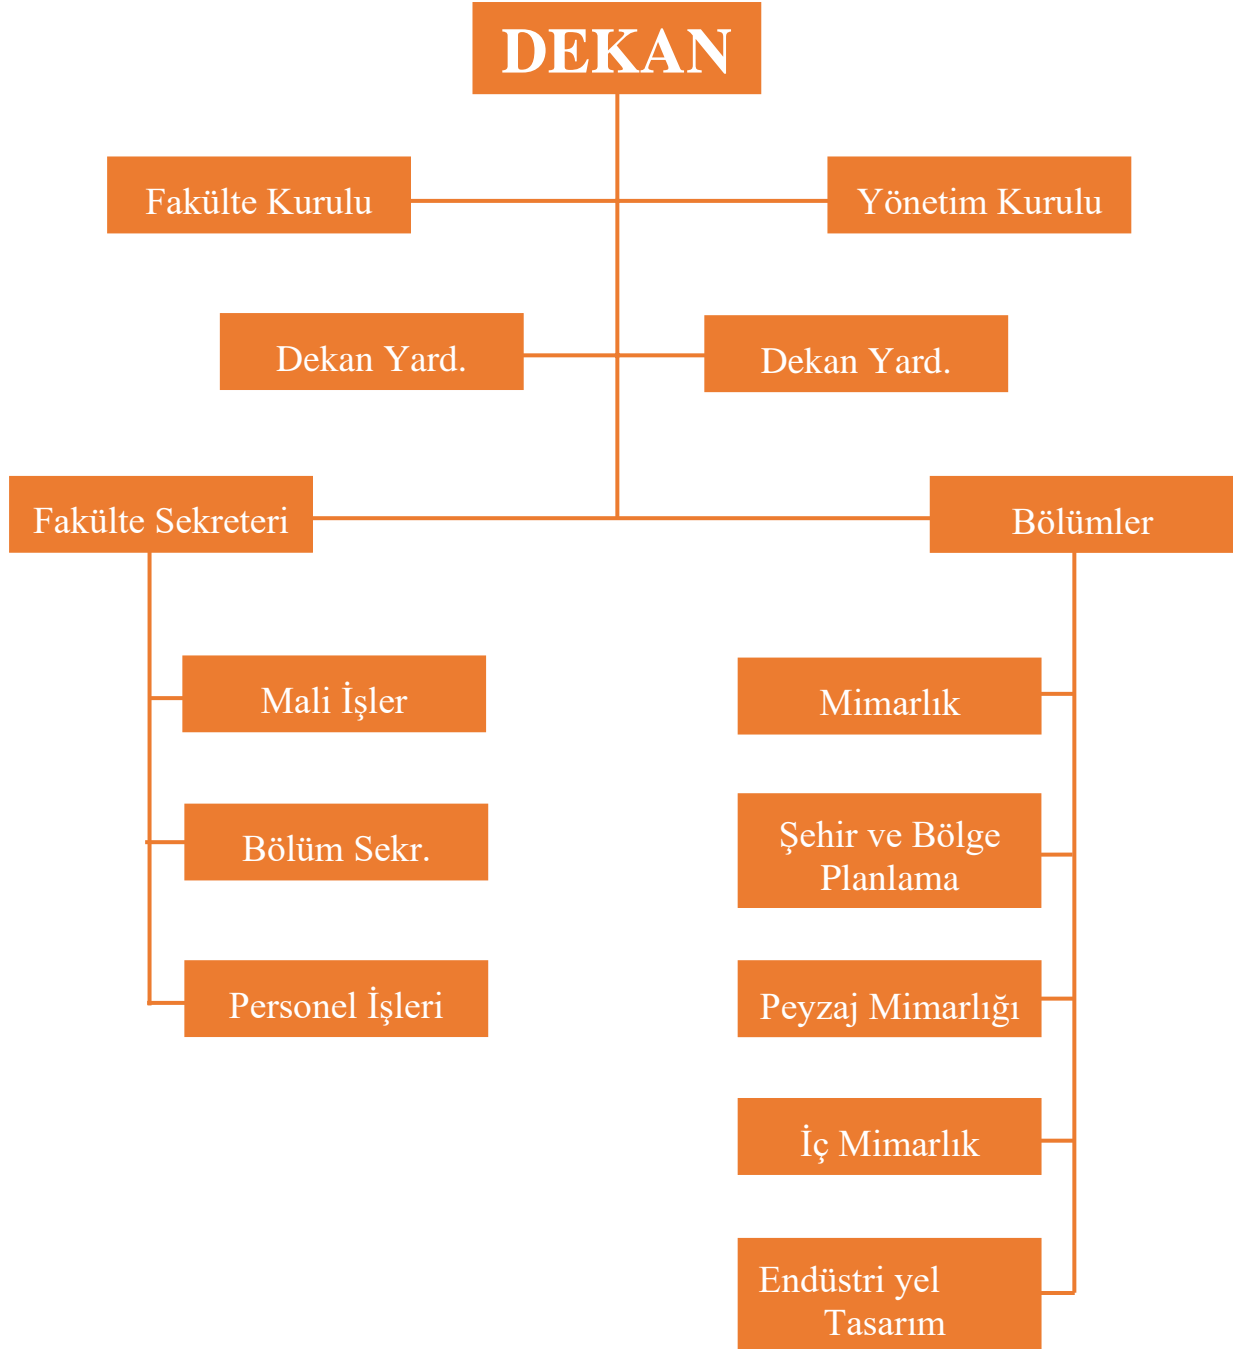 DEKAN
Fakülte Kurulu
Yönetim Kurulu
Dekan Yard.
Dekan Yard.
Fakülte Sekreteri
Bölümler
Mali İşler
Mimarlık
Bölüm Sekr.
Şehir ve Bölge
Planlama
Personel İşleri
Peyzaj Mimarlığı
İç Mimarlık
Endüstri yel
Tasarım